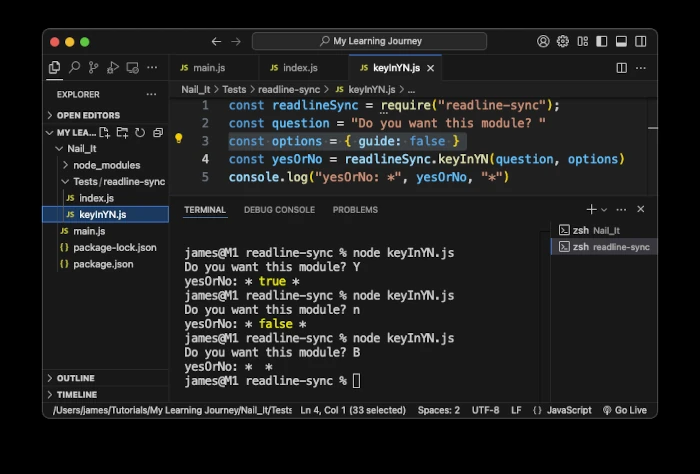 My Learning Journey
main.js
index.js
keyInYN.js
EXPLORER
Nail_It > Tests > readline-sync > keyInYN.js > ...
OPEN EDITORS
MY LEA...
Nail_It
node_modules
Tests / readline-sync
index.js
keyInYN.js
main.js
package-lock.json
package.json
OUTLINE
TIMELINE
1 const readlineSync = require("readline-sync");
2 const question = "Do you want this module? "
3 const options = { guide: false }
4 const yesOrNo = readlineSync.keyInYN(question, options)
5 console.log("yesOrNo: *", yesOrNo, "*")
TERMINAL DEBUG CONSOLE PROBLEMS
james@M1 readline-sync % node keyInYN.js
Do you want this module? Y
yesOrNo: * true *
james@M1 readline-sync % node keyInYN.js
Do you want this module? n
yesOrNo: * false *
james@M1 readline-sync % node keyInYN.js
Do you want this module? B
yesOrNo: *  *
james@M1 readline-sync %
zsh Nail_It
zsh readline-sync
/Users/james/Tutorials/My Learning Journey/Nail_It/Tests Ln 4, Col 1 (33 selected) Spaces: 2 UTF-8 LF {} JavaScript Go Live